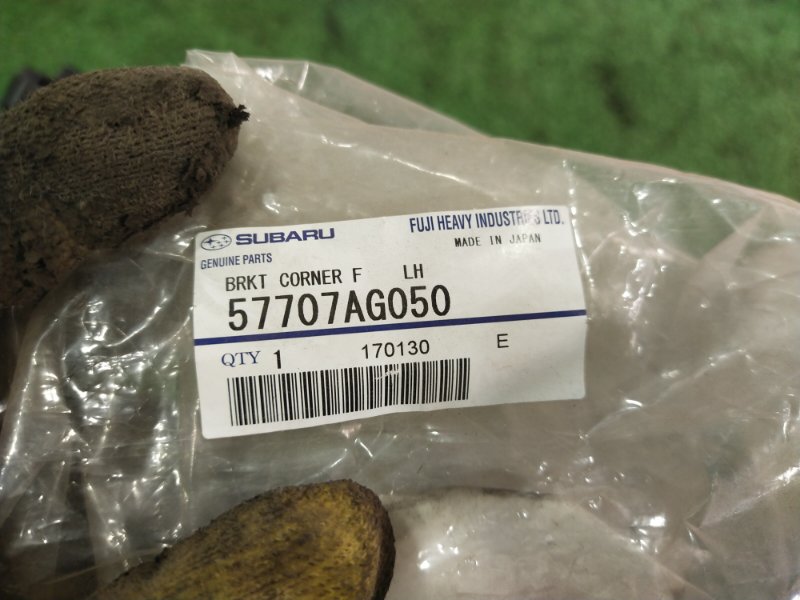 SUBARU
FUJI HEAVY INDUSTRIES LTD.
GENUINE PARTS
MADE IN JAPAN
BRKT CORNER F LH
57707AG050
QTY 1 170130 E